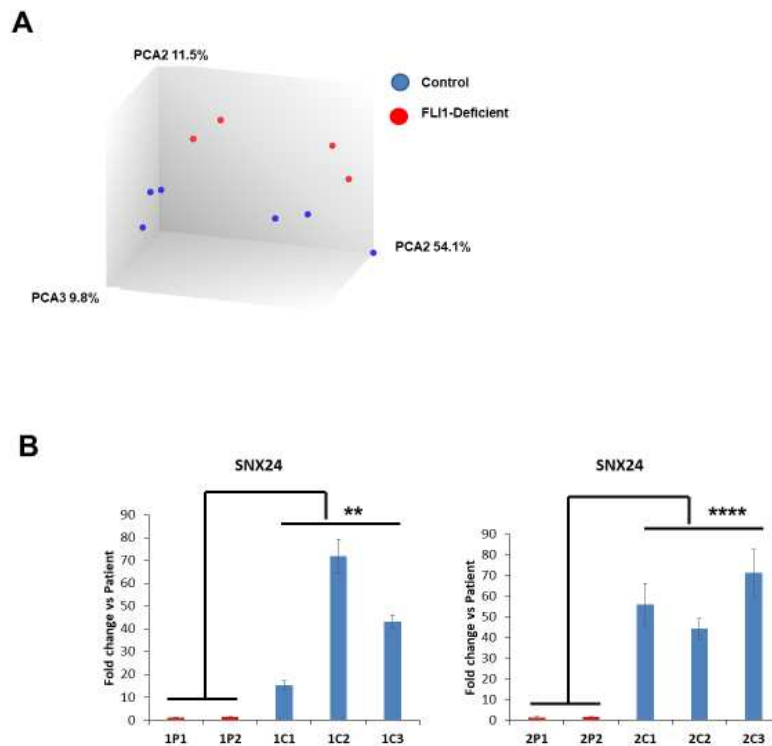 A
PCA2 11.5%
Control
FLI1-Deficient
PCA2 54.1%
PCA3 9.8%
B
SNX24
Fold change vs Patient
90
80
70
60
50
40
30
20
10
0
**
1P1 1P2 1C1 1C2 1C3
SNX24
Fold change vs Patient
90
80
70
60
50
40
30
20
10
0
****
2P1 2P2 2C1 2C2 2C3